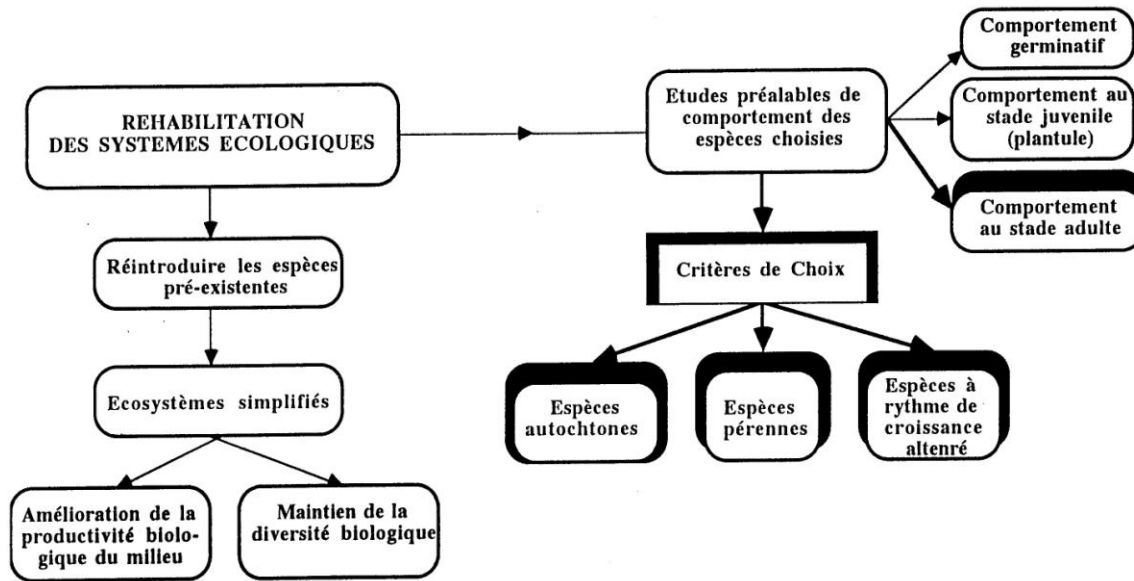 REHABILITATION
DES SYSTEMES ECOLOGIQUES
Etudes préalables de
comportement des
espèces choisies
Comportement
germinatif
Comportement au
stade juvenile
(plantule)
Comportement
au stade adulte
Réintroduire les espèces
pré-existentes
Critères de Choix
Ecosystèmes simplifiés
Espèces
autochtones
Espèces
pérennes
Espèces à
rythme de
croissance
altenré
Amélioration de la
productivité biolo-
gique du milieu
Maintien de la
diversité biologique